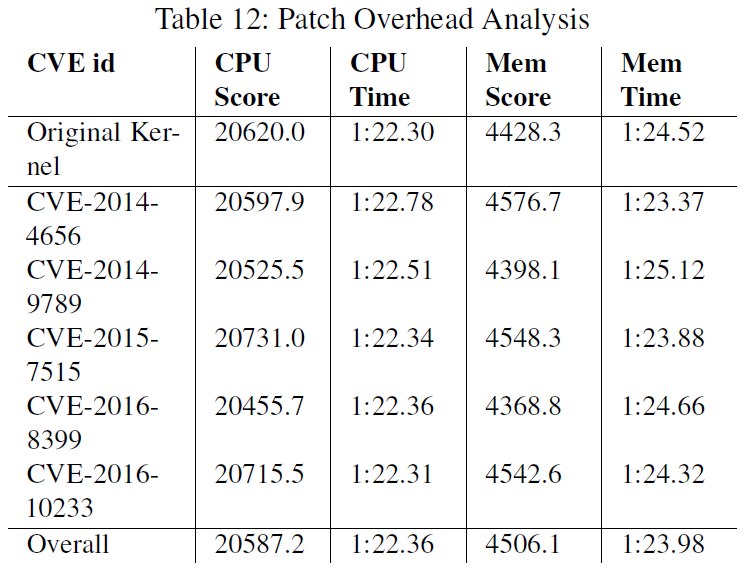 Table 12: Patch Overhead Analysis
CVE id CPU Score CPU Time Mem Score Mem Time
Original Ker-
nel 20620.0 1:22.30 4428.3 1:24.52
CVE-2014-
4656 20597.9 1:22.78 4576.7 1:23.37
CVE-2014-
9789 20525.5 1:22.51 4398.1 1:25.12
CVE-2015-
7515 20731.0 1:22.34 4548.3 1:23.88
CVE-2016-
8399 20455.7 1:22.36 4368.8 1:24.66
CVE-2016-
10233 20715.5 1:22.31 4542.6 1:24.32
Overall 20587.2 1:22.36 4506.1 1:23.98